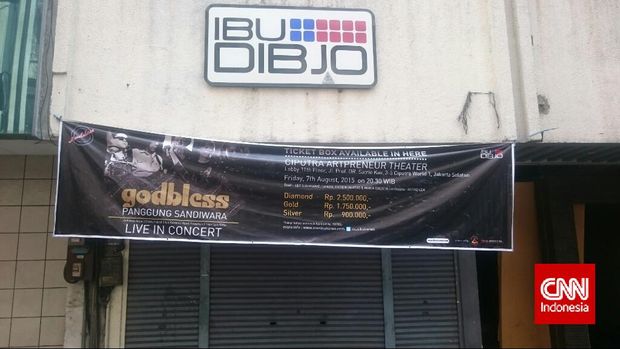 IBU
DIBJO
TICKET BOX AVAILABLE IN HERE
CIPUTRA ARTPRENEUR THEATER
Lobby 11th Floor, Jl. Prof. DR. Satrio Kav. 3-5 Ciputra World 1, Jakarta Selatan
Friday, 7th August, 2015 on 20.30 WIB
Diamond - Rp. 2.500.000,-
Gold - Rp. 1.750.000,-
Silver - Rp. 900.000,-
godbless
PANGGUNG SANDIWARA
LIVE IN CONCERT
IBU
DIBJO
CNN
Indonesia